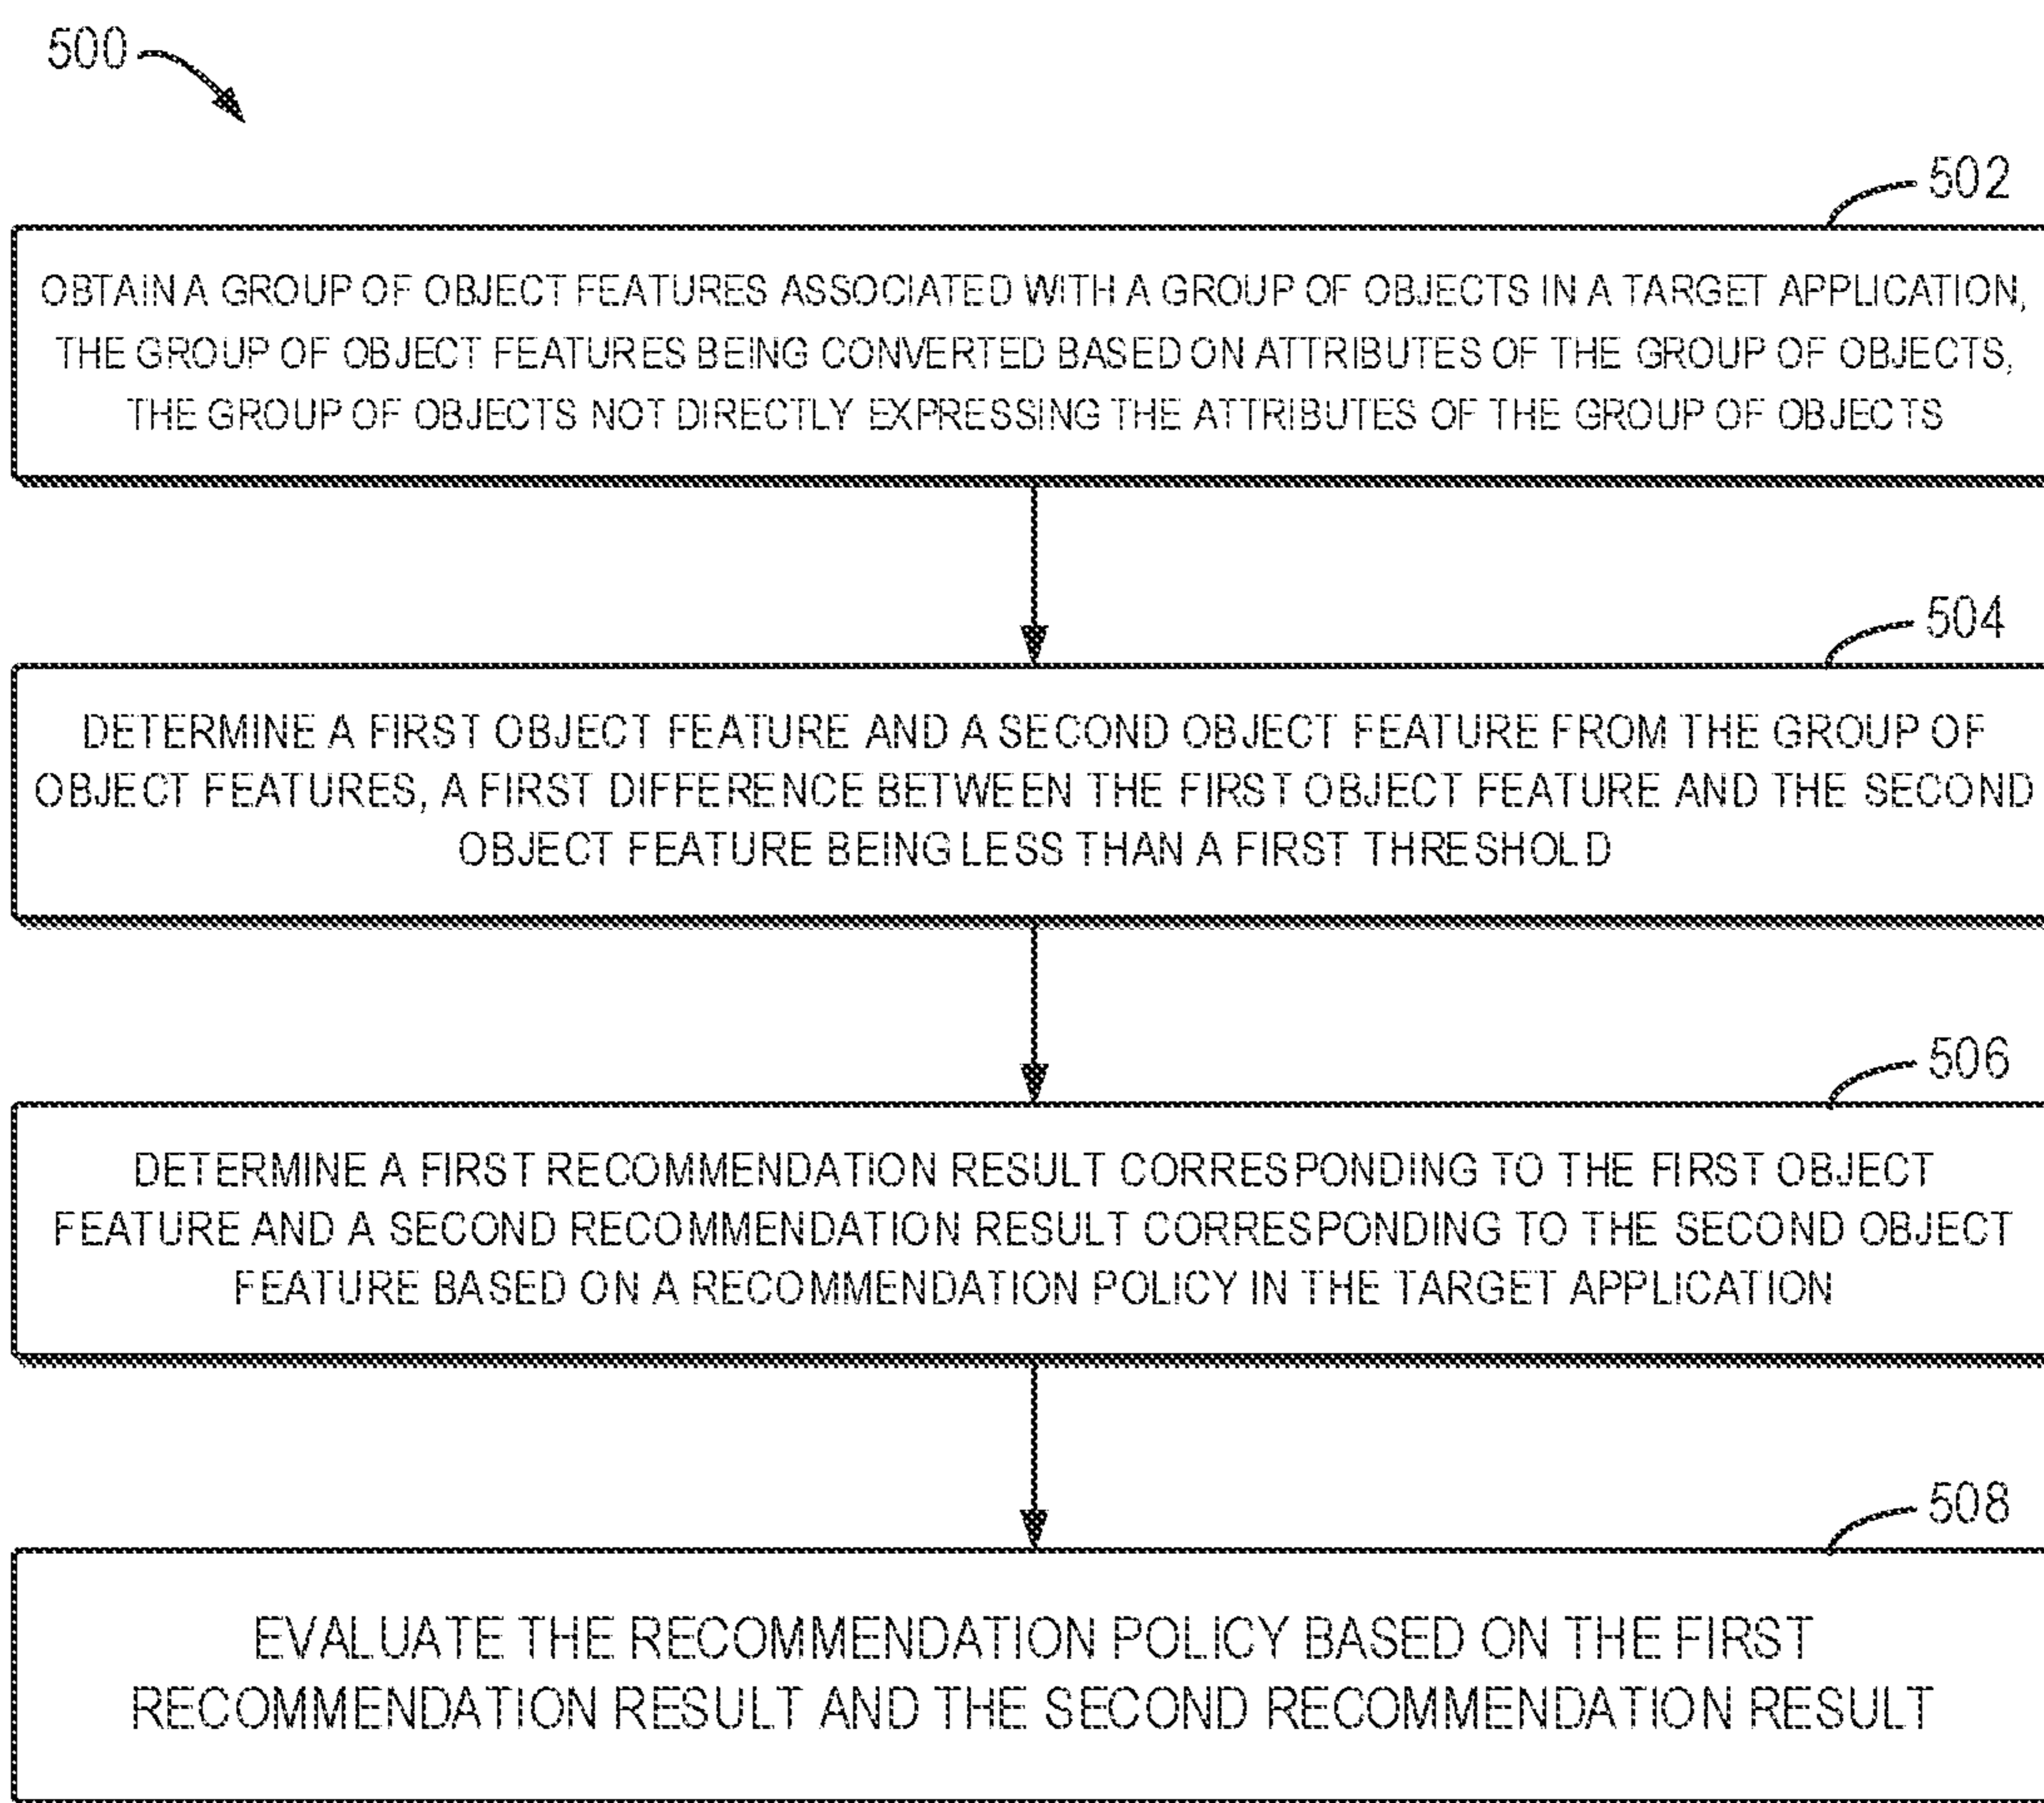 500
502
OBTAIN A GROUP OF OBJECT FEATURES ASSOCIATED WITH A GROUP OF OBJECTS IN A TARGET APPLICATION,
THE GROUP OF OBJECT FEATURES BEING CONVERTED BASED ON ATTRIBUTES OF THE GROUP OF OBJECTS,
THE GROUP OF OBJECTS NOT DIRECTLY EXPRESSING THE ATTRIBUTES OF THE GROUP OF OBJECTS
504
DETERMINE A FIRST OBJECT FEATURE AND A SECOND OBJECT FEATURE FROM THE GROUP OF
OBJECT FEATURES, A FIRST DIFFERENCE BETWEEN THE FIRST OBJECT FEATURE AND THE SECOND
OBJECT FEATURE BEING LESS THAN A FIRST THRESHOLD
506
DETERMINE A FIRST RECOMMENDATION RESULT CORRESPONDING TO THE FIRST OBJECT
FEATURE AND A SECOND RECOMMENDATION RESULT CORRESPONDING TO THE SECOND OBJECT
FEATURE BASED ON A RECOMMENDATION POLICY IN THE TARGET APPLICATION
508
EVALUATE THE RECOMMENDATION POLICY BASED ON THE FIRST
RECOMMENDATION RESULT AND THE SECOND RECOMMENDATION RESULT